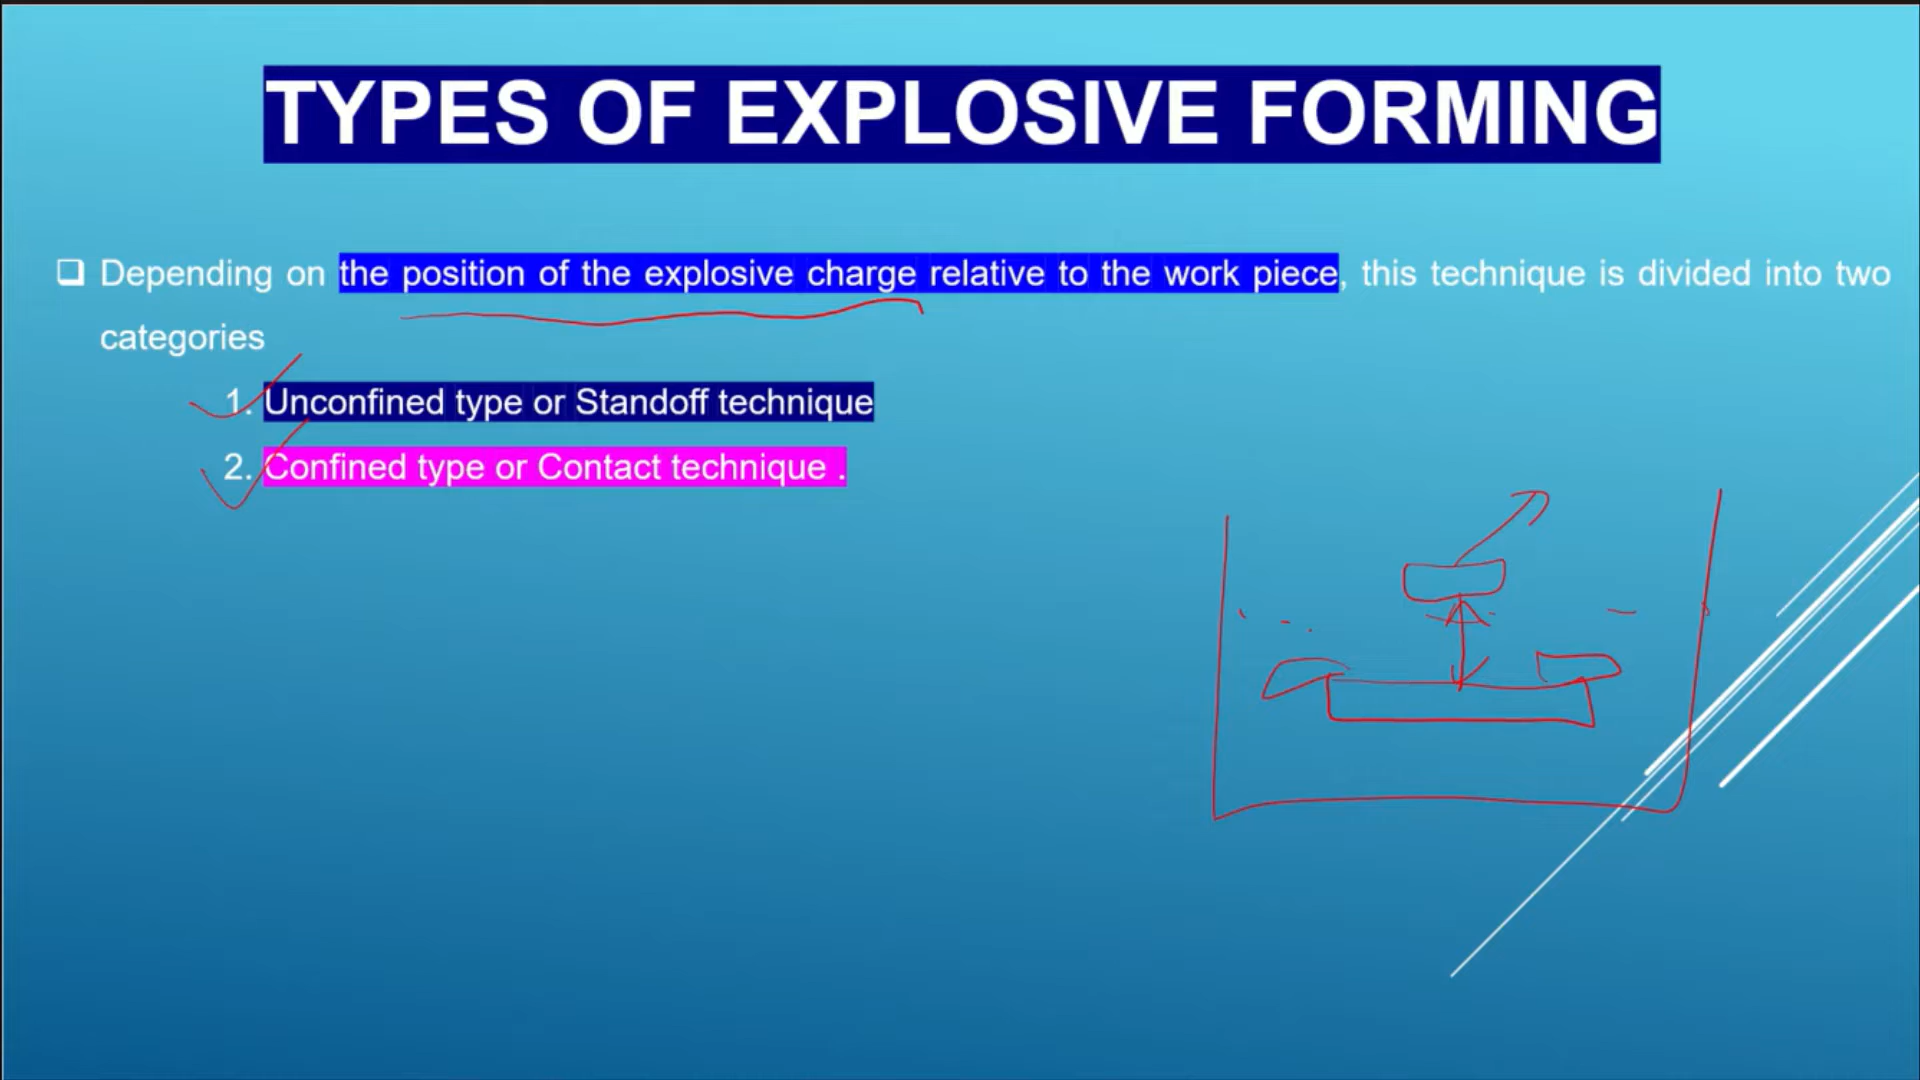 TYPES OF EXPLOSIVE FORMING
Depending on the position of the explosive charge relative to the work piece, this technique is divided into two
categories
1. Unconfined type or Standoff technique
2. Confined type or Contact technique .